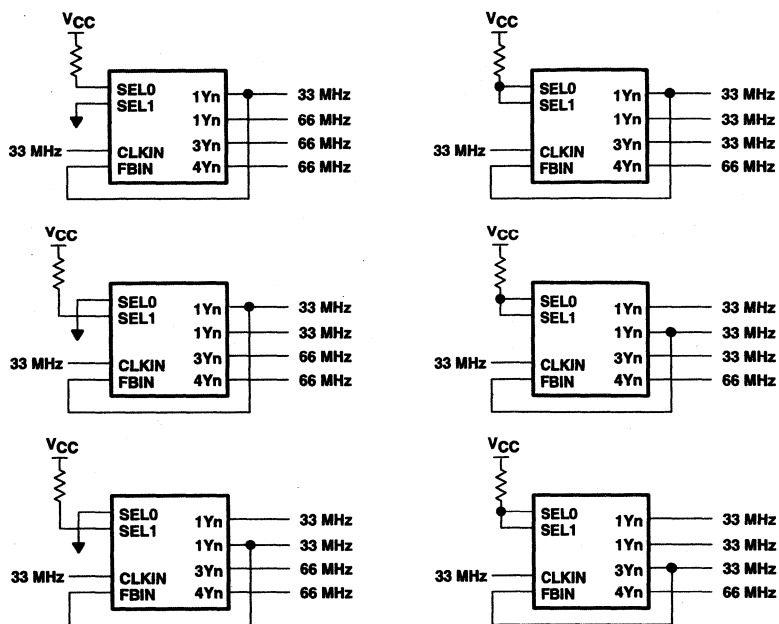 VCC
SEL0
SEL1
CLKIN
FBIN
33 MHz
1Yn
1Yn
3Yn
4Yn
33 MHz
66 MHz
66 MHz
66 MHz
VCC
SEL0
SEL1
CLKIN
FBIN
33 MHz
1Yn
1Yn
3Yn
4Yn
33 MHz
33 MHz
33 MHz
66 MHz
VCC
SEL0
SEL1
CLKIN
FBIN
33 MHz
1Yn
1Yn
3Yn
4Yn
33 MHz
33 MHz
66 MHz
66 MHz
VCC
SEL0
SEL1
CLKIN
FBIN
33 MHz
1Yn
1Yn
3Yn
4Yn
33 MHz
33 MHz
33 MHz
66 MHz
VCC
SEL0
SEL1
CLKIN
FBIN
33 MHz
1Yn
1Yn
3Yn
4Yn
33 MHz
33 MHz
66 MHz
66 MHz
VCC
SEL0
SEL1
CLKIN
FBIN
33 MHz
1Yn
1Yn
3Yn
4Yn
33 MHz
33 MHz
33 MHz
66 MHz